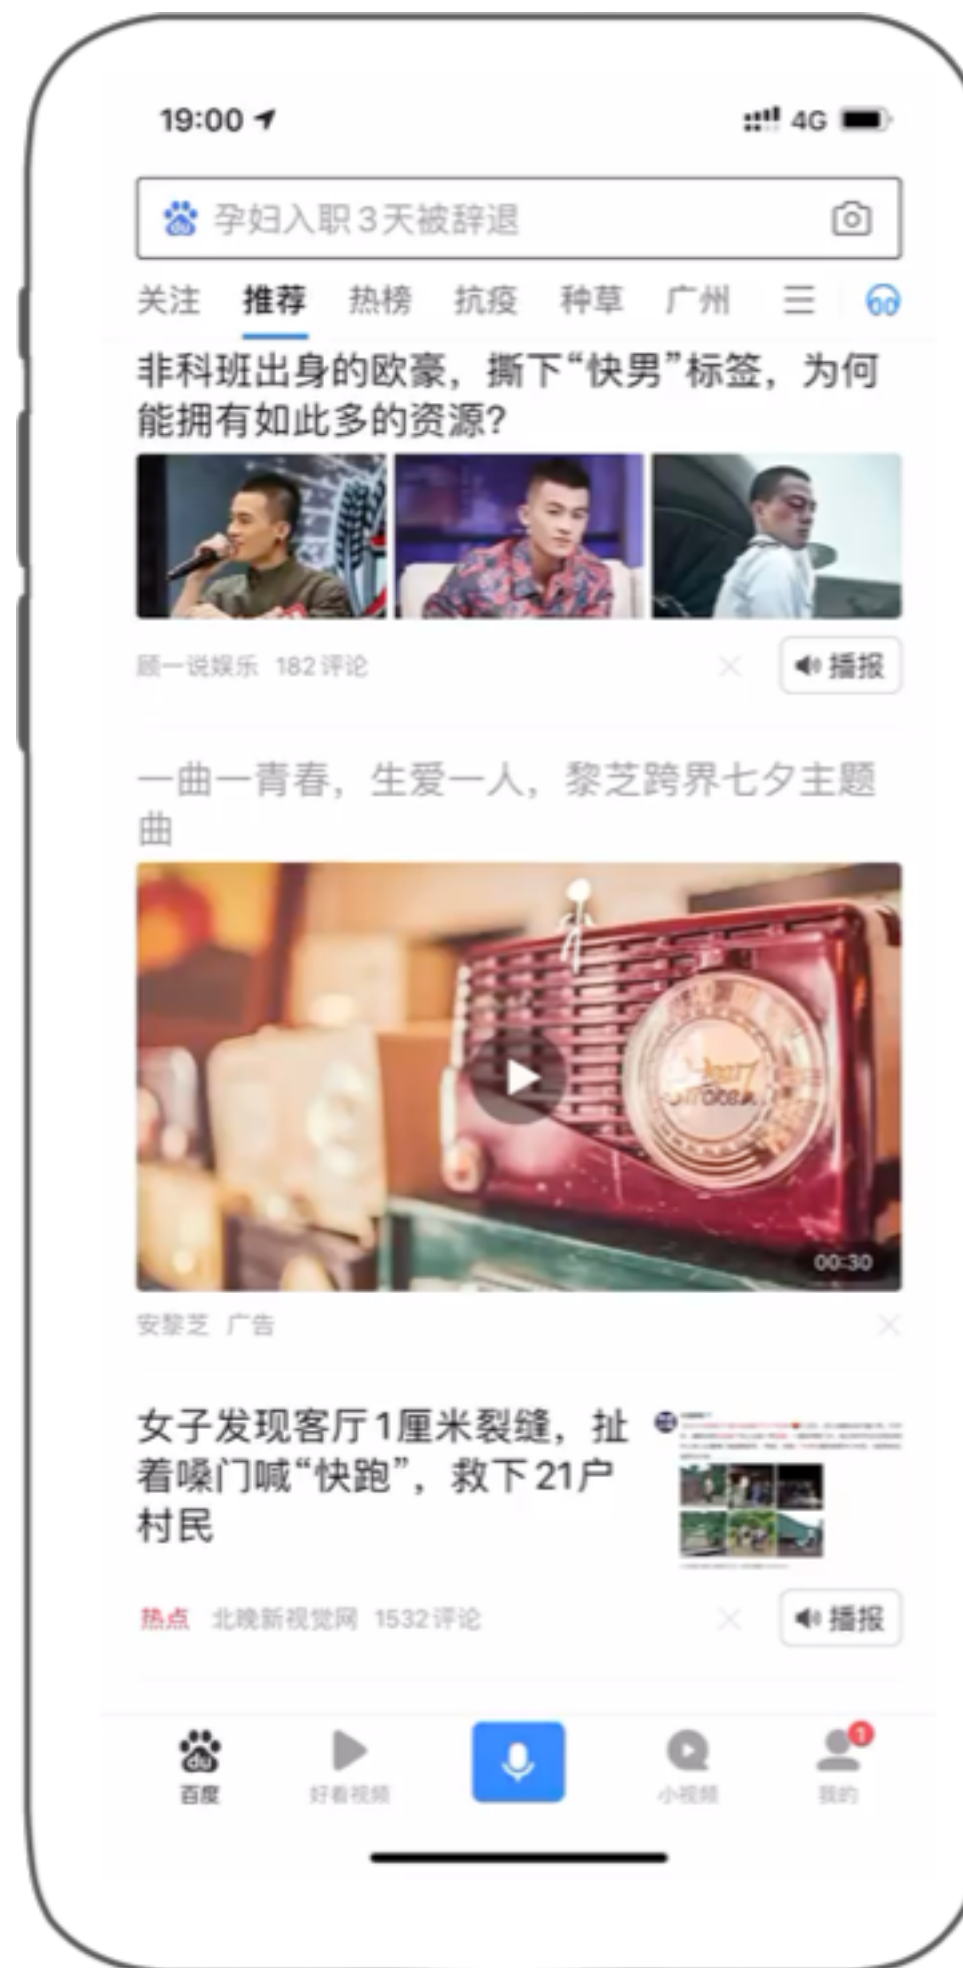 19:00
4G
du 孕妇入职3天被辞退
关注 推荐 热榜 抗疫 种草 广州
非科班出身的欧豪，撕下“快男”标签，为何
能拥有如此多的资源？
顾一说娱乐 182评论
播报
一曲一青春，生爱一人，黎芝跨界七夕主题
曲
00:30
安黎芝 广告
女子发现客厅1厘米裂缝，扯
着嗓门喊“快跑”，救下21户
村民
热点 北晚新视觉网 1532评论
播报
du
1
百度 好看视频 小视频 我的